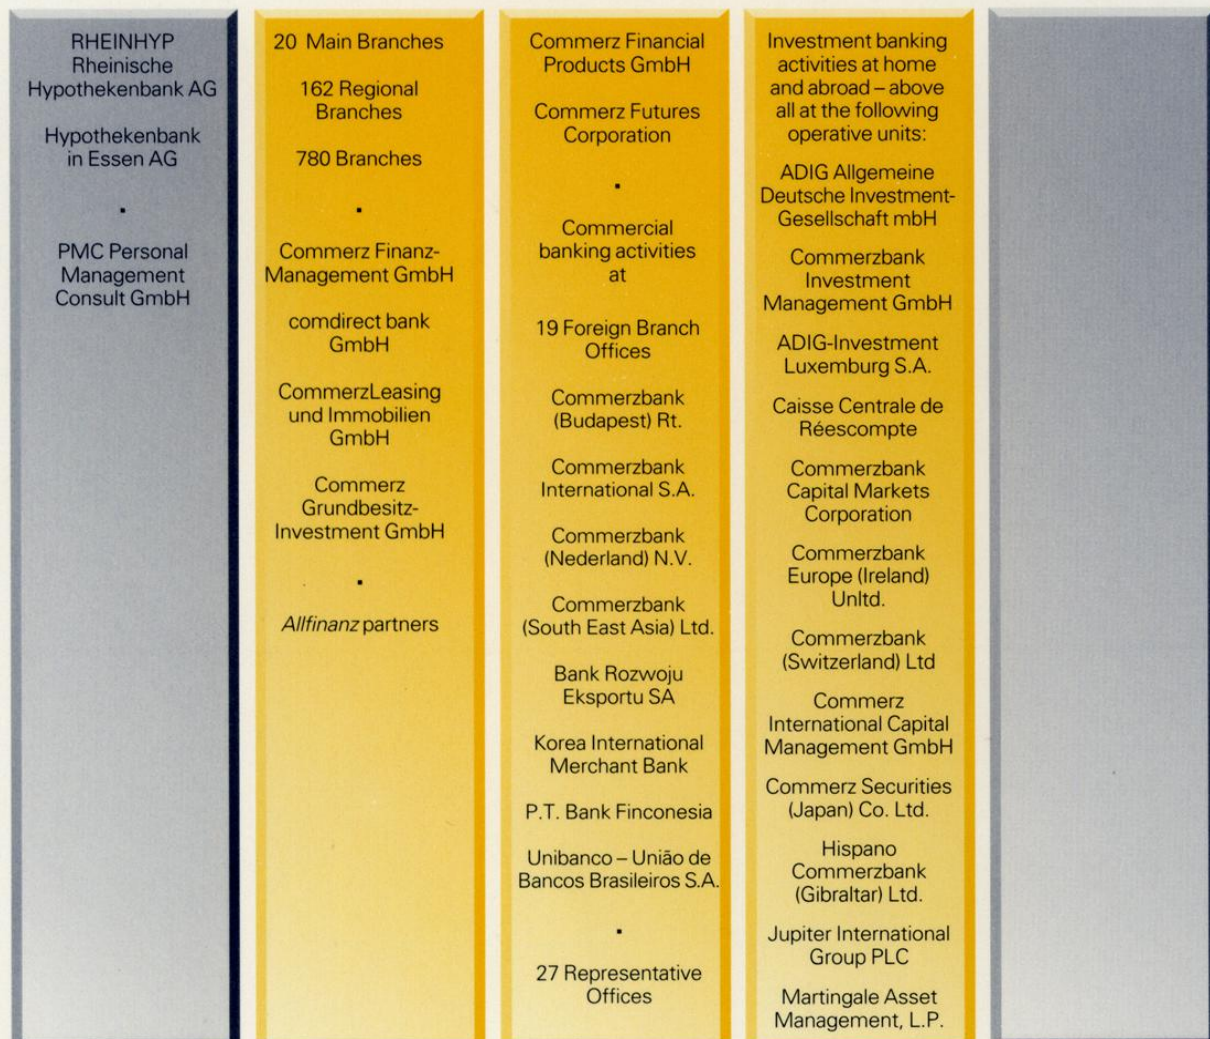 RHEINHYP
Rheinische
Hypothekenbank AG
Hypothekenbank
in Essen AG
.
PMC Personal
Management
Consult GmbH
20 Main Branches
162 Regional
Branches
780 Branches
.
Commerz Finanz-
Management GmbH
comdirect bank
GmbH
CommerzLeasing
und Immobilien
GmbH
Commerz
Grundbesitz-
Investment GmbH
.
Allfinanz partners
Commerz Financial
Products GmbH
Commerz Futures
Corporation
.
Commercial
banking activities
at
19 Foreign Branch
Offices
Commerzbank
(Budapest) Rt.
Commerzbank
International S.A.
Commerzbank
(Nederland) N.V.
Commerzbank
(South East Asia) Ltd.
Bank Rozwoju
Eksportu SA
Korea International
Merchant Bank
P.T. Bank Finconesia
Unibanco – União de
Bancos Brasileiros S.A.
.
27 Representative
Offices
Investment banking
activities at home
and abroad – above
all at the following
operative units:
ADIG Allgemeine
Deutsche Investment-
Gesellschaft mbH
Commerzbank
Investment
Management GmbH
ADIG-Investment
Luxemburg S.A.
Caisse Centrale de
Réescompte
Commerzbank
Capital Markets
Corporation
Commerzbank
Europe (Ireland)
Unltd.
Commerzbank
(Switzerland) Ltd
Commerz
International Capital
Management GmbH
Commerz Securities
(Japan) Co. Ltd.
Hispano
Commerzbank
(Gibraltar) Ltd.
Jupiter International
Group PLC
Martingale Asset
Management, L.P.